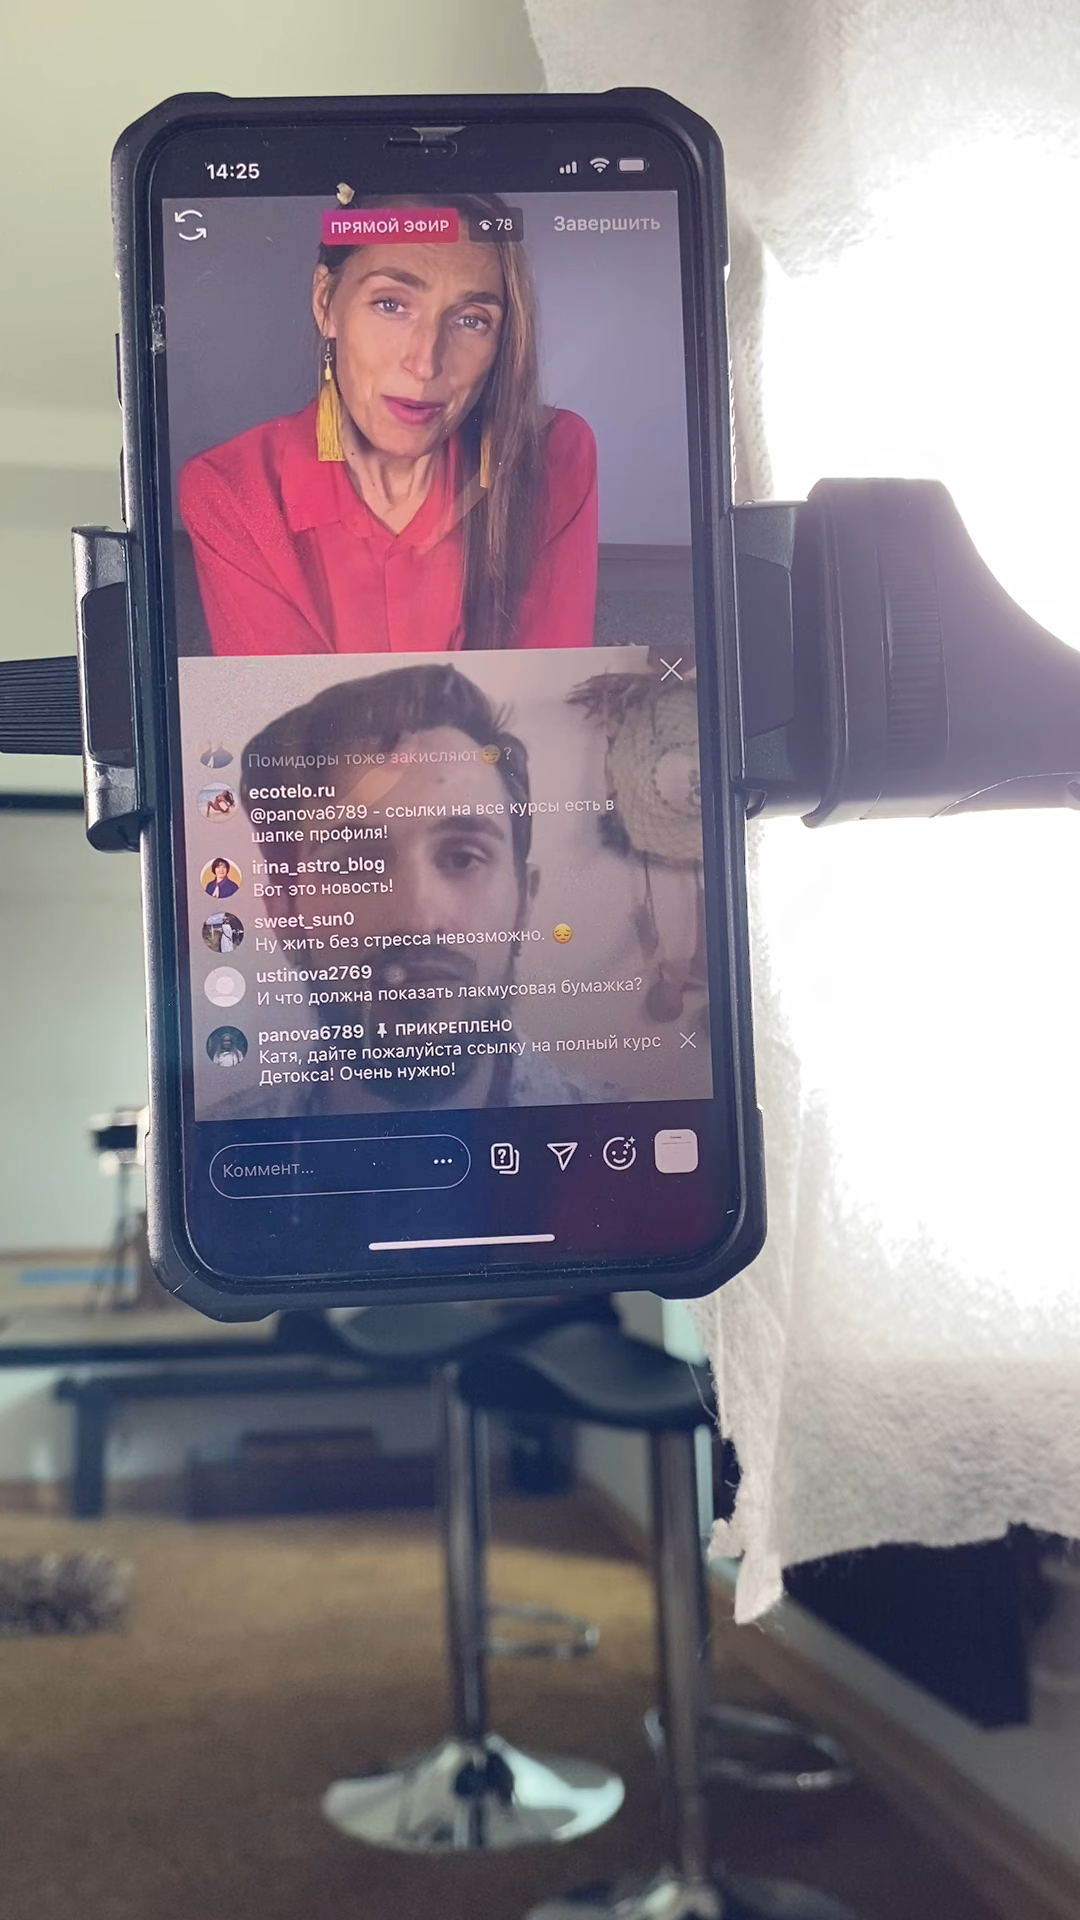 14:25
ПРЯМОЙ ЭФИР 78 Завершить
Помидоры тоже закисляют😔?
ecotelo.ru
@panova6789 - ссылки на все курсы есть в
шапке профиля!
irina_astro_blog
Вот это новость!
sweet_sun0
Ну жить без стресса невозможно. 😔
ustinova2769
И что должна показать лакмусовая бумажка?
panova6789 ПРИКРЕПЛЕНО
Катя, дайте пожалуйста ссылку на полный курс
Детокса! Очень нужно!
Коммент...